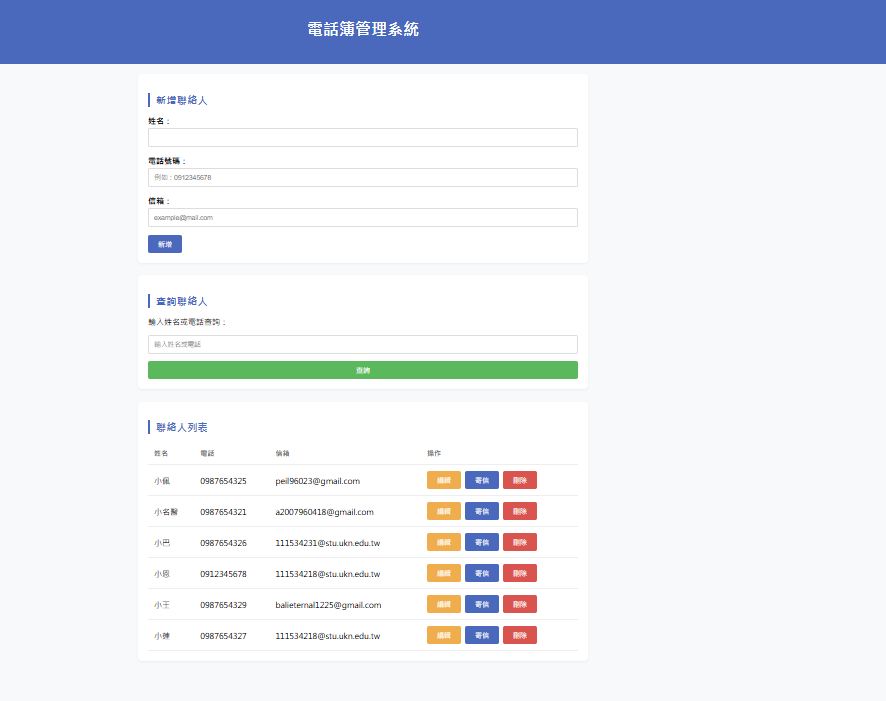 電話簿管理系統
新增聯絡人
姓名：
電話號碼：
例如：0912345678
信箱：
example@mail.com
新增
查詢聯絡人
輸入姓名或電話查詢：
輸入姓名或電話
查詢
聯絡人列表
姓名 電話 信箱 操作
小佩 0987654325 peil96023@gmail.com 編輯 寄信 刪除
小名醫 0987654321 a2007960418@gmail.com 編輯 寄信 刪除
小巴 0987654326 111534231@stu.ukn.edu.tw 編輯 寄信 刪除
小恩 0912345678 111534218@stu.ukn.edu.tw 編輯 寄信 刪除
小王 0987654329 balieternal1225@gmail.com 編輯 寄信 刪除
小陳 0987654327 111534218@stu.ukn.edu.tw 編輯 寄信 刪除